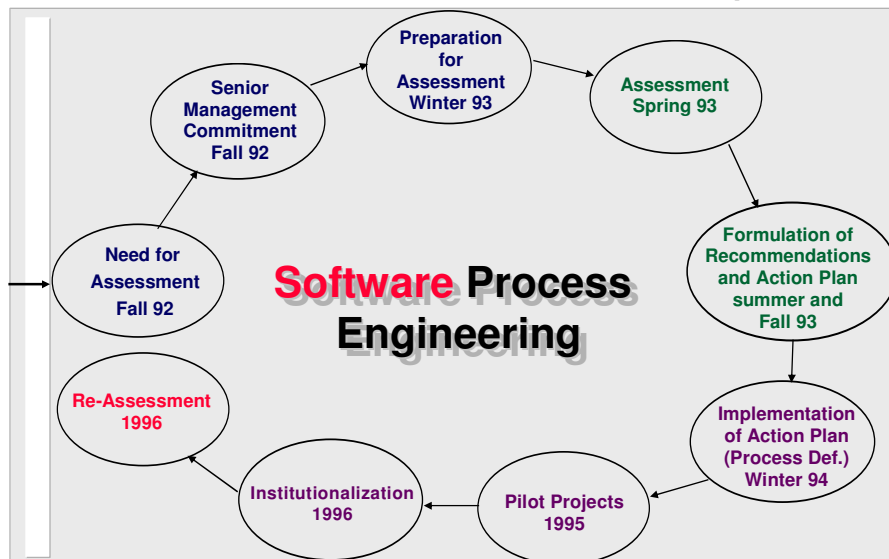 Need for
Assessment
Fall 92
Senior
Management
Commitment
Fall 92
Preparation
for
Assessment
Winter 93
Assessment
Spring 93
Formulation of
Recommendations
and Action Plan
summer and
Fall 93
Implementation
of Action Plan
(Process Def.)
Winter 94
Pilot Projects
1995
Institutionalization
1996
Re-Assessment
1996
Software Process
Engineering